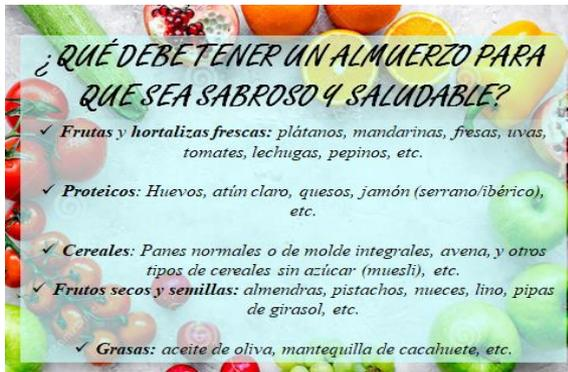 ¿QUÉ DEBE TENER UN ALMUERZO PARA
QUE SEA SABROSO Y SALUDABLE?
✓ Frutas y hortalizas frescas: plátanos, mandarinas, fresas, uvas,
tomates, lechugas, pepinos, etc.
✓ Proteicos: Huevos, atún claro, quesos, jamón (serrano/ibérico),
etc.
✓ Cereales: Panes normales o de molde integrales, avena, y otros
tipos de cereales sin azúcar (muesli), etc.
✓ Frutos secos y semillas: almendras, pistachos, nueces, lino, pipas
de girasol, etc.
✓ Grasas: aceite de oliva, mantequilla de cacahuete, etc.